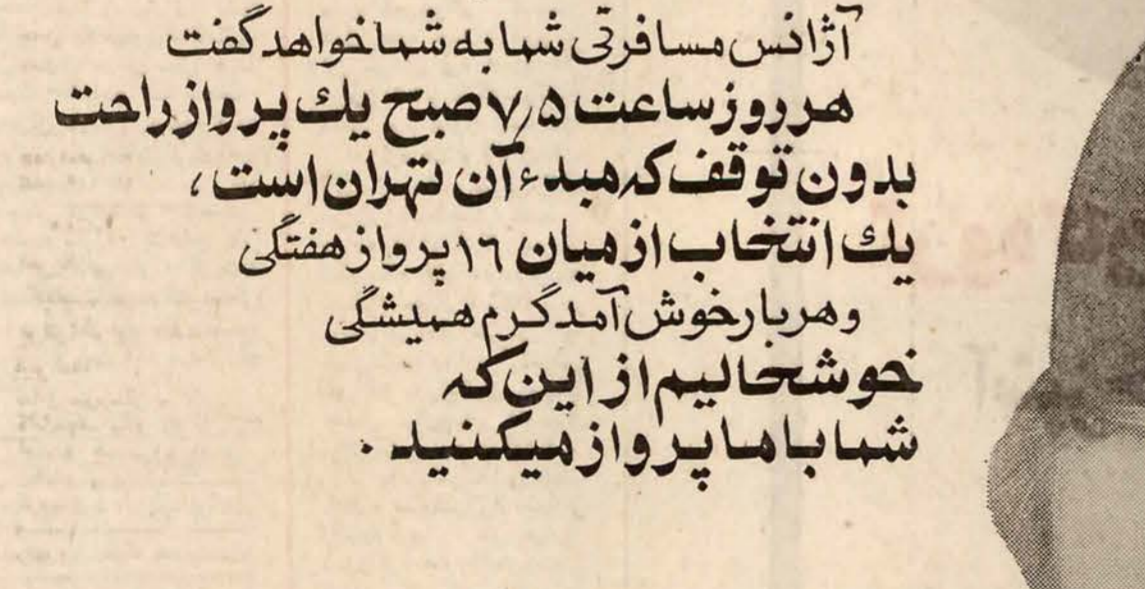 آژانس مسافرتی شما به شما خواهد گفت
هر روز ساعت ۷٫۵ صبح یك پرواز راحت
بدون توقف که مبدء آن تهران است ،
یك انتخاب از میان ۱۶ پرواز هفتگی
و هر بار خوش آمد گرم همیشگی
خوشحالیم از این که
شما با ما پرواز میکنید .